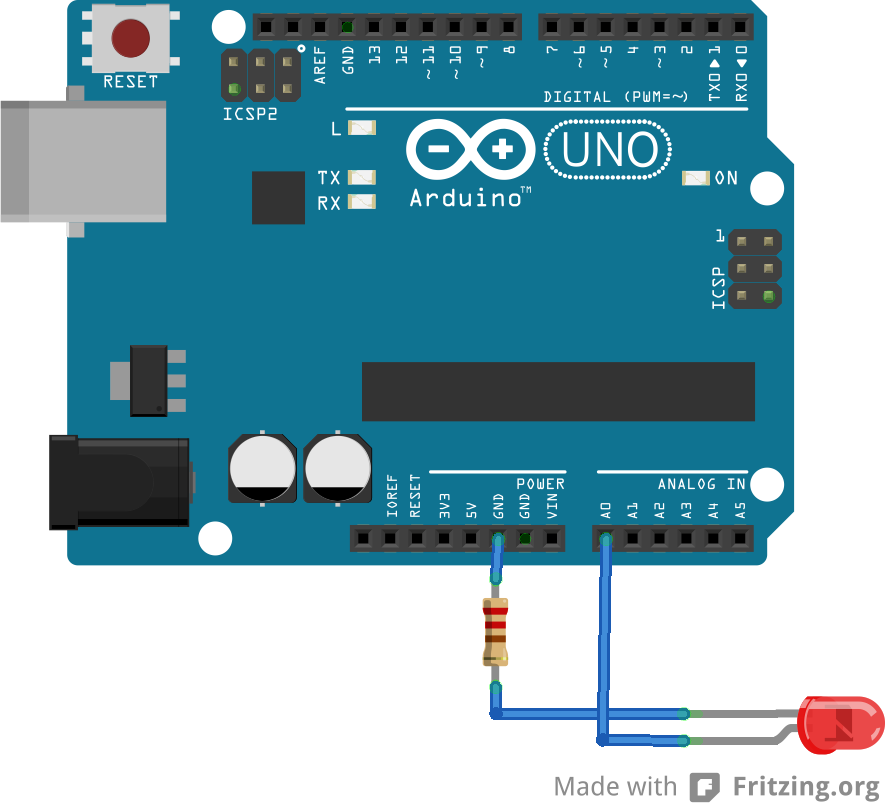 RESET
ICSP2
AREF
GND
13
12
~11
~10
~9
8
7
~6
~5
4
~3
2
TX0▶1
RX0◀0
DIGITAL (PWM=~)
L
TX
RX
Arduino™
UNO
ON
1
ICSP
IOREF
RESET
3V3
5V
GND
GND
VIN
POWER
A0
A1
A2
A3
A4
A5
ANALOG IN
Made with Fritzing.org